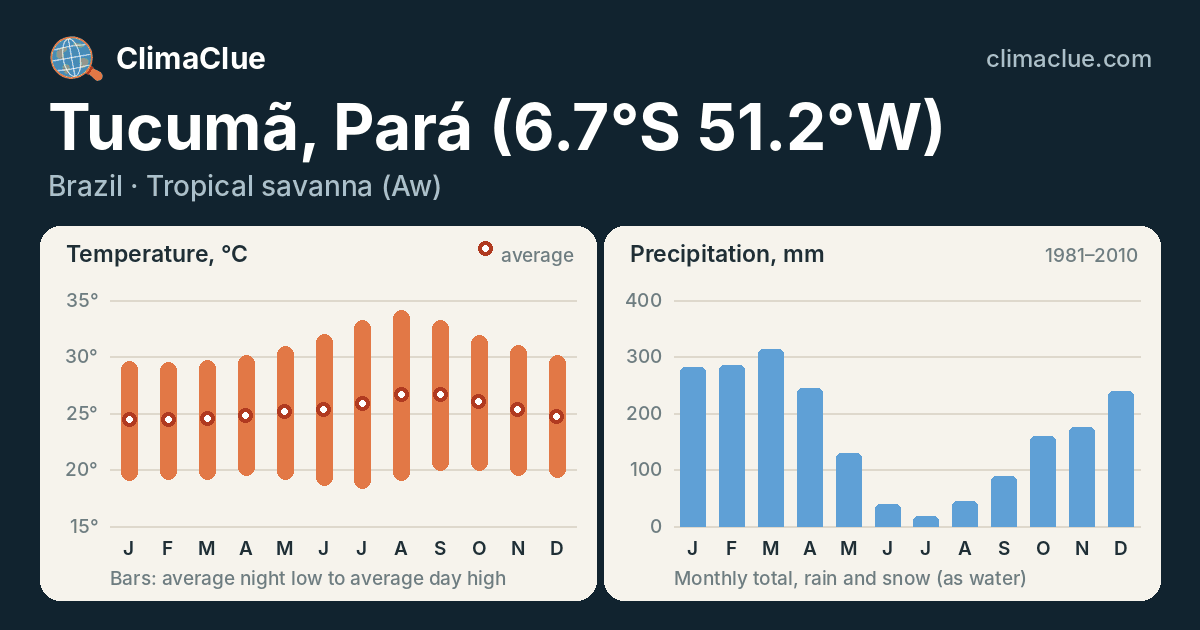 ClimaClue
climaclue.com
Tucumã, Pará (6.7°S 51.2°W)
Brazil · Tropical savanna (Aw)
Temperature, °C
average
35°
30°
25°
20°
15°
J F M A M J J A S O N D
Bars: average night low to average day high
Precipitation, mm
1981–2010
400
300
200
100
0
J F M A M J J A S O N D
Monthly total, rain and snow (as water)